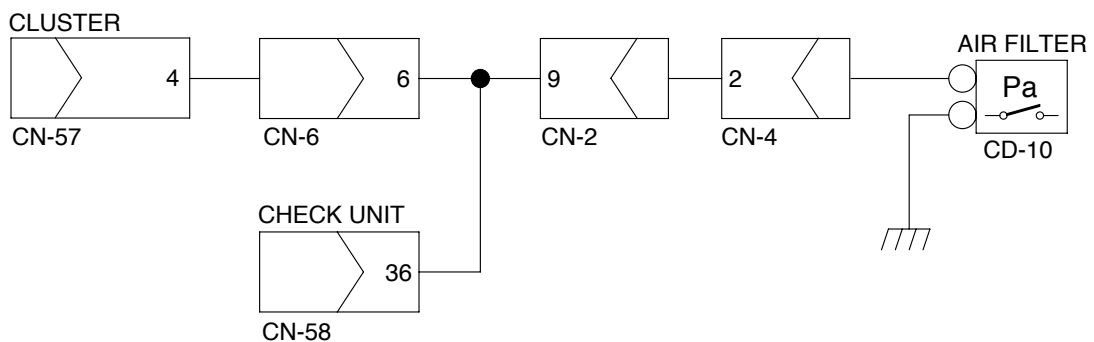 CLUSTER
4
CN-57
6
CN-6
9
CN-2
2
CN-4
AIR FILTER
Pa
CD-10
CHECK UNIT
36
CN-58